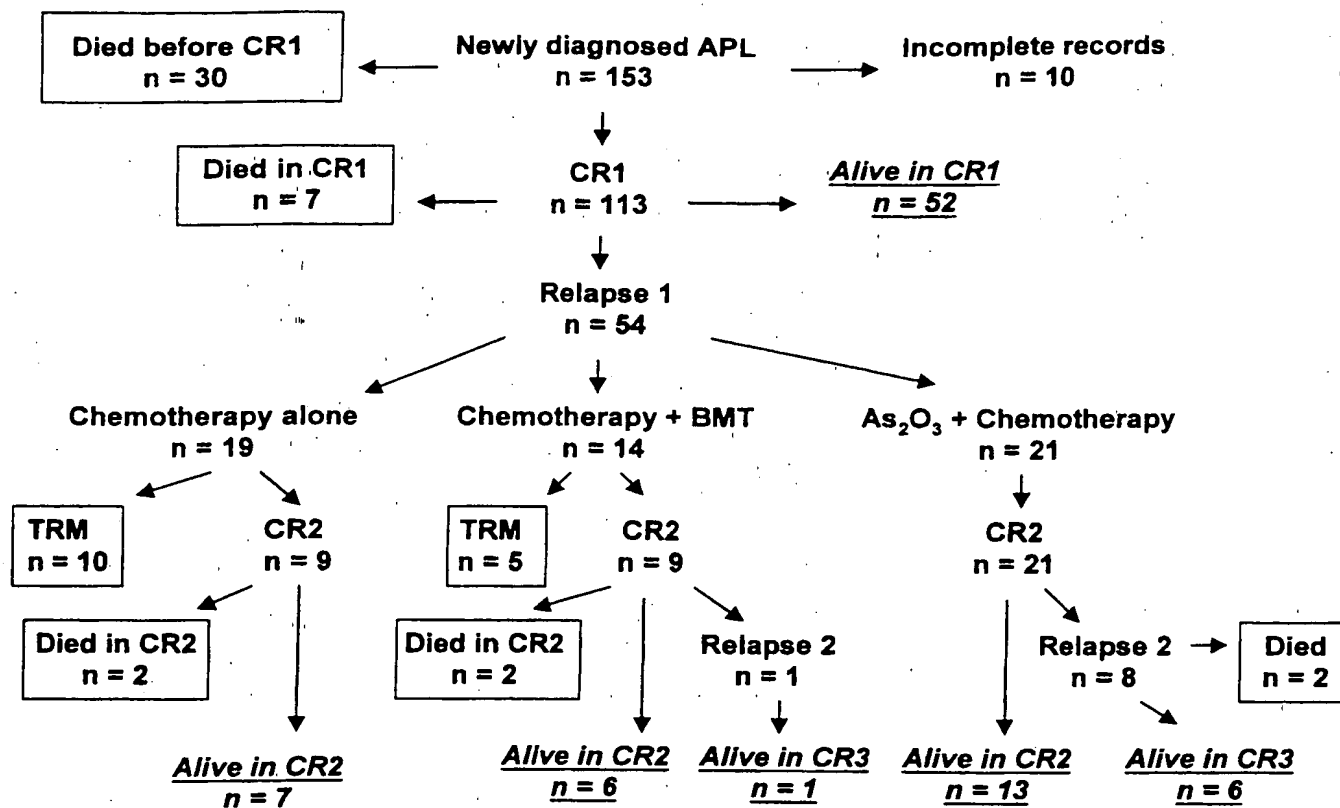 Died before CR1
n = 30
Newly diagnosed APL
n = 153
Incomplete records
n = 10
Died in CR1
n = 7
CR1
n = 113
Alive in CR1
n = 52
Relapse 1
n = 54
Chemotherapy alone
n = 19
Chemotherapy + BMT
n = 14
As₂O₃ + Chemotherapy
n = 21
TRM
n = 10
CR2
n = 9
TRM
n = 5
CR2
n = 9
CR2
n = 21
Died in CR2
n = 2
Died in CR2
n = 2
Relapse 2
n = 1
Relapse 2
n = 8
Died
n = 2
Alive in CR2
n = 7
Alive in CR2
n = 6
Alive in CR3
n = 1
Alive in CR2
n = 13
Alive in CR3
n = 6